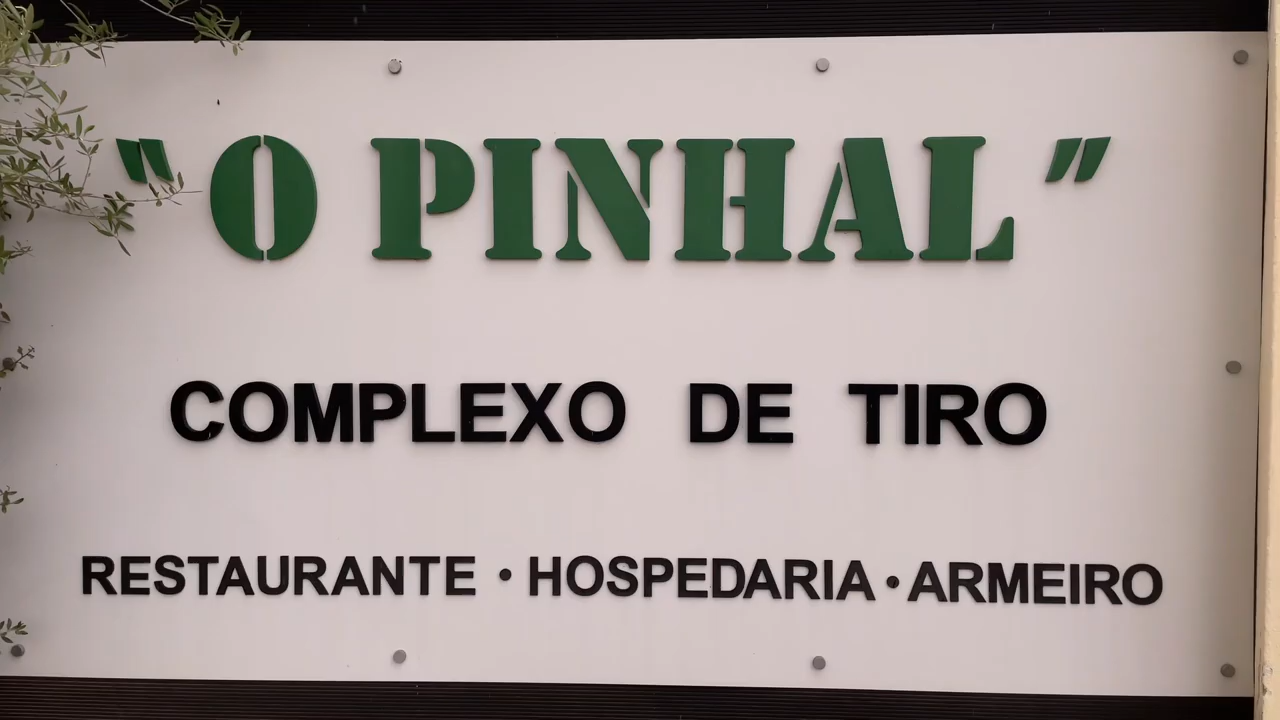 "O PINHAL"
COMPLEXO DE TIRO
RESTAURANTE • HOSPEDARIA • ARMEIRO